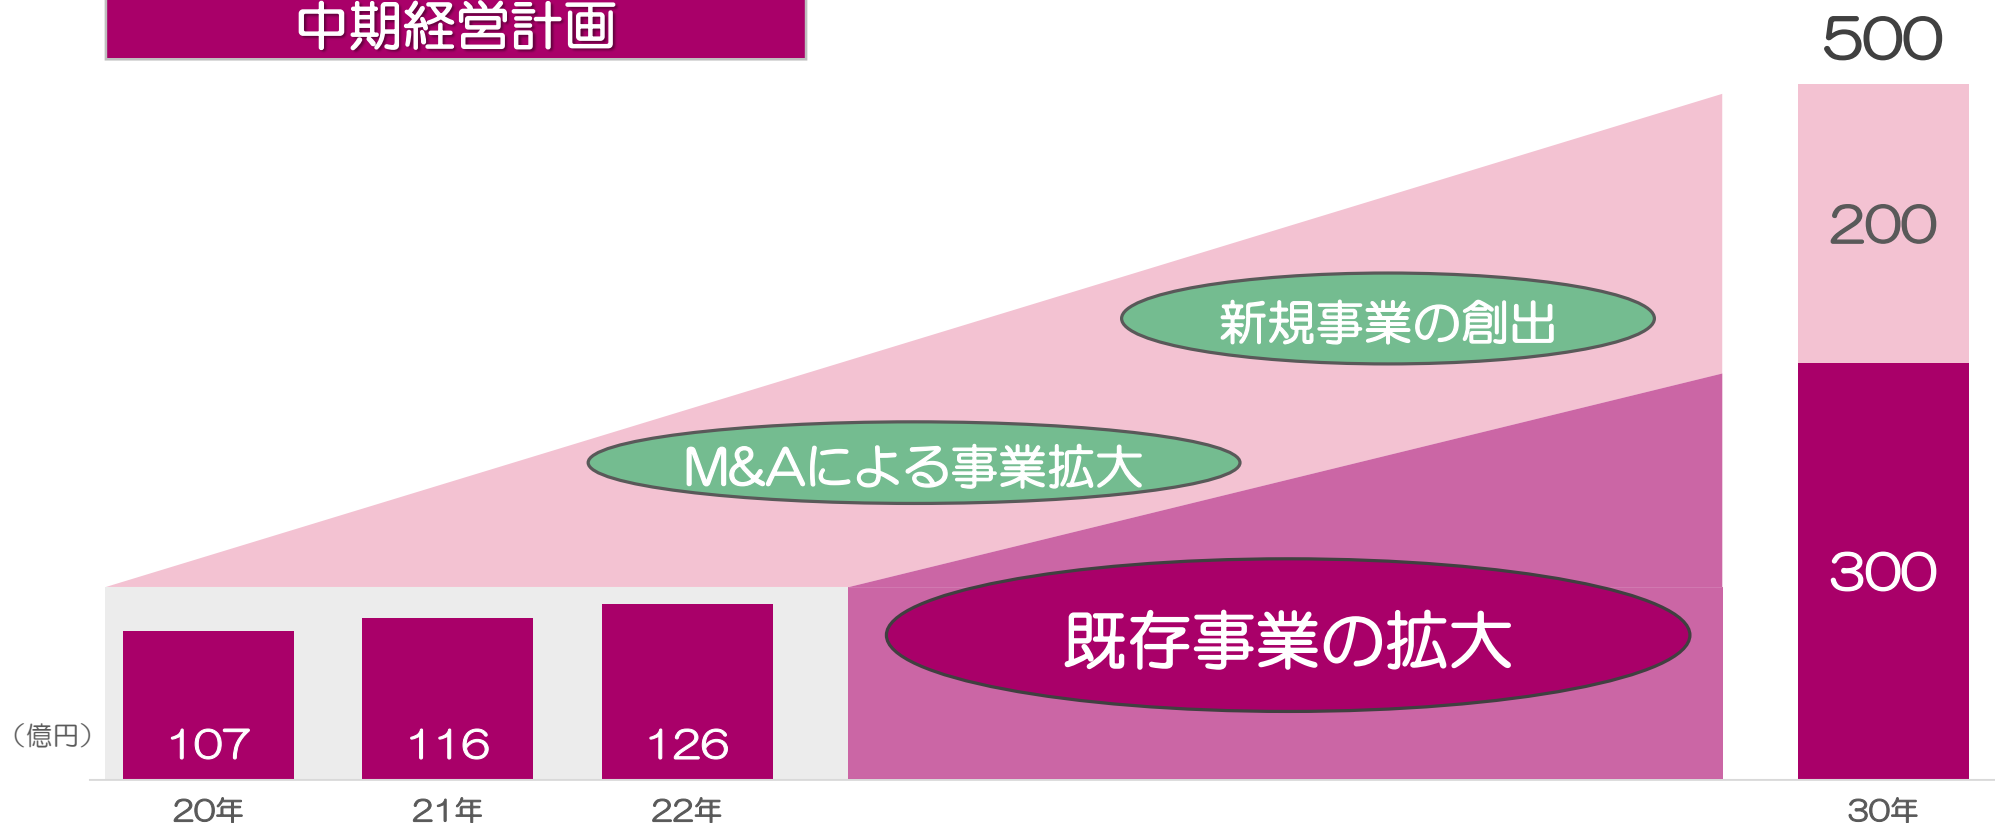 中期経営計画
500
200
新規事業の創出
M&Aによる事業拡大
300
既存事業の拡大
（億円）
107
116
126
20年
21年
22年
30年